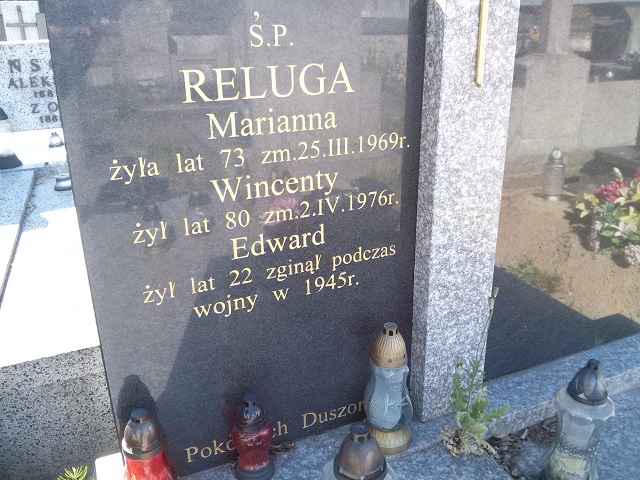 Ś.P.
RELUGA
Marianna
żyła lat 73 zm.25.III.1969r.
Wincenty
żył lat 80 zm.2.IV.1976r.
Edward
żył lat 22 zginął podczas
wojny w 1945r.